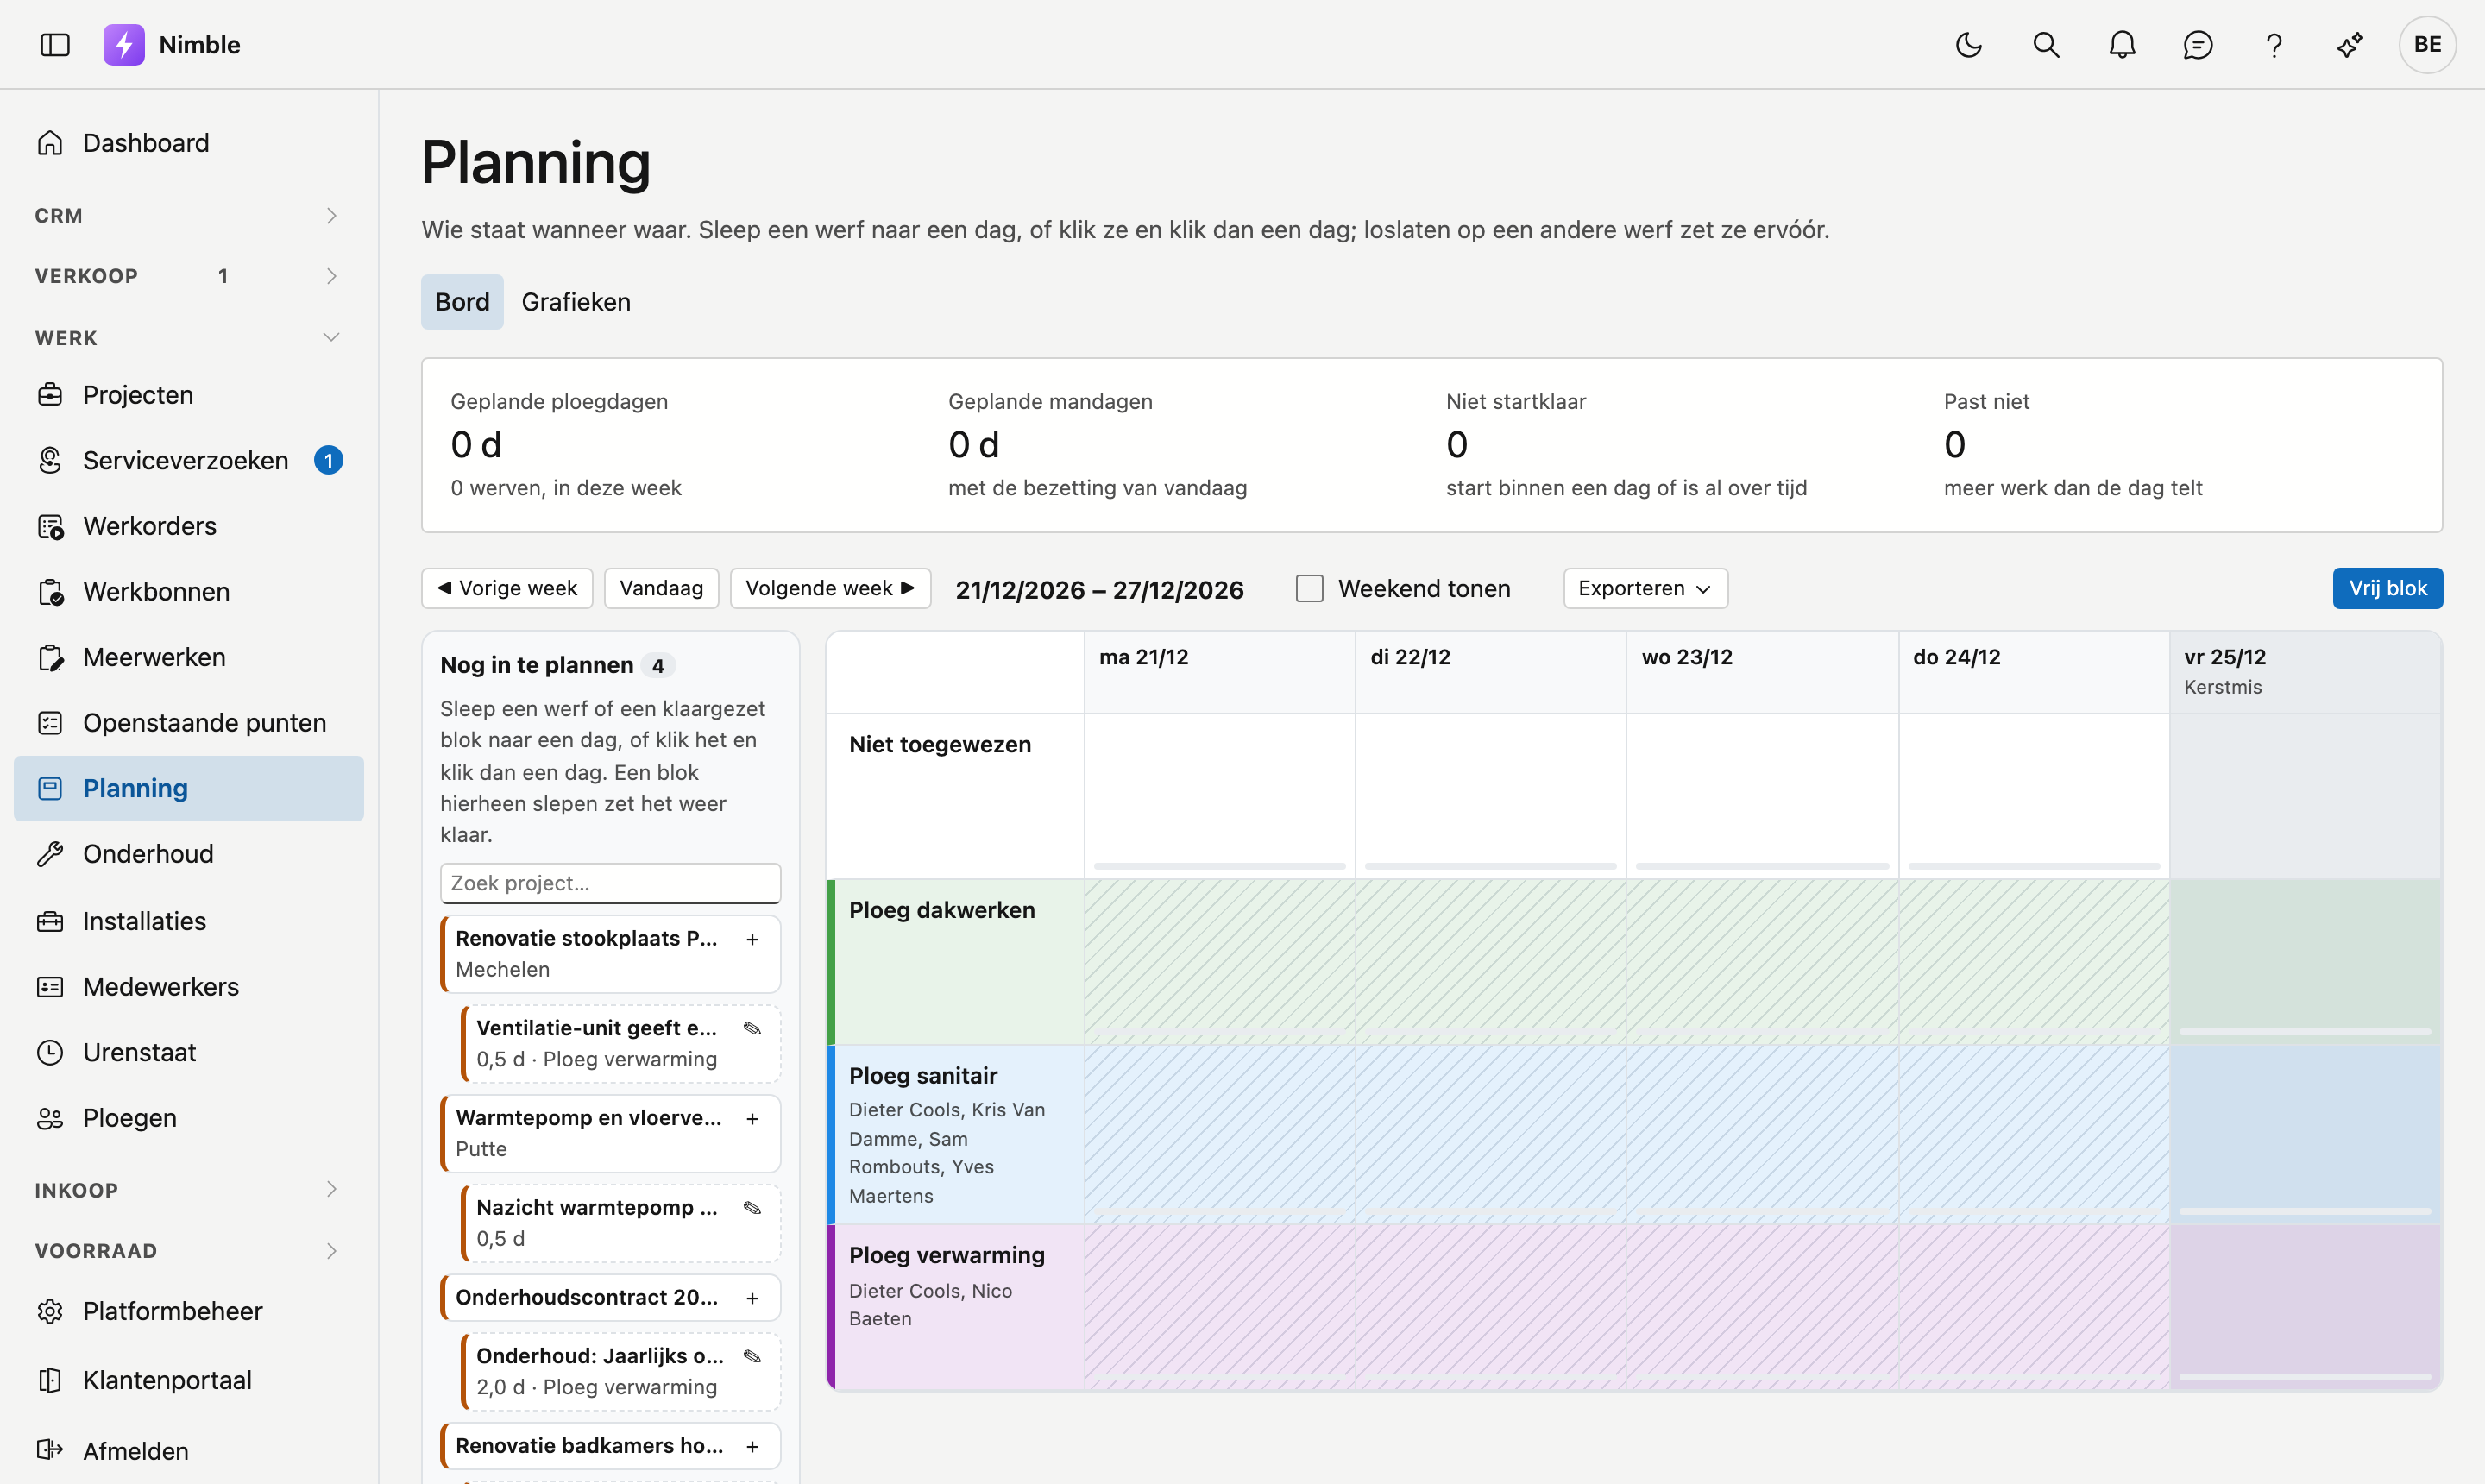 Nimble
BE
Dashboard
CRM
VERKOOP 1
WERK
Projecten
Serviceverzoeken 1
Werkorders
Werkbonnen
Meerwerken
Openstaande punten
Planning
Onderhoud
Installaties
Medewerkers
Urenstaat
Ploegen
INKOOP
VOORRAAD
Platformbeheer
Klantenportaal
Afmelden
Planning
Wie staat wanneer waar. Sleep een werf naar een dag, of klik ze en klik dan een dag; loslaten op een andere werf zet ze ervóór.
Bord Grafieken
Geplande ploegdagen
0 d
0 werven, in deze week
Geplande mandagen
0 d
met de bezetting van vandaag
Niet startklaar
0
start binnen een dag of is al over tijd
Past niet
0
meer werk dan de dag telt
Vorige week Vandaag Volgende week 21/12/2026 – 27/12/2026 Weekend tonen Exporteren Vrij blok
Nog in te plannen 4
Sleep een werf of een klaargezet
blok naar een dag, of klik het en
klik dan een dag. Een blok
hierheen slepen zet het weer
klaar.
Zoek project...
Renovatie stookplaats P... +
Mechelen
Ventilatie-unit geeft e...
0,5 d · Ploeg verwarming
Warmtepomp en vloerve... +
Putte
Nazicht warmtepomp ...
0,5 d
Onderhoudscontract 20... +
Onderhoud: Jaarlijks o...
2,0 d · Ploeg verwarming
Renovatie badkamers ho... +
ma 21/12 di 22/12 wo 23/12 do 24/12 vr 25/12
Kerstmis
Niet toegewezen
Ploeg dakwerken
Ploeg sanitair
Dieter Cools, Kris Van
Damme, Sam
Rombouts, Yves
Maertens
Ploeg verwarming
Dieter Cools, Nico
Baeten